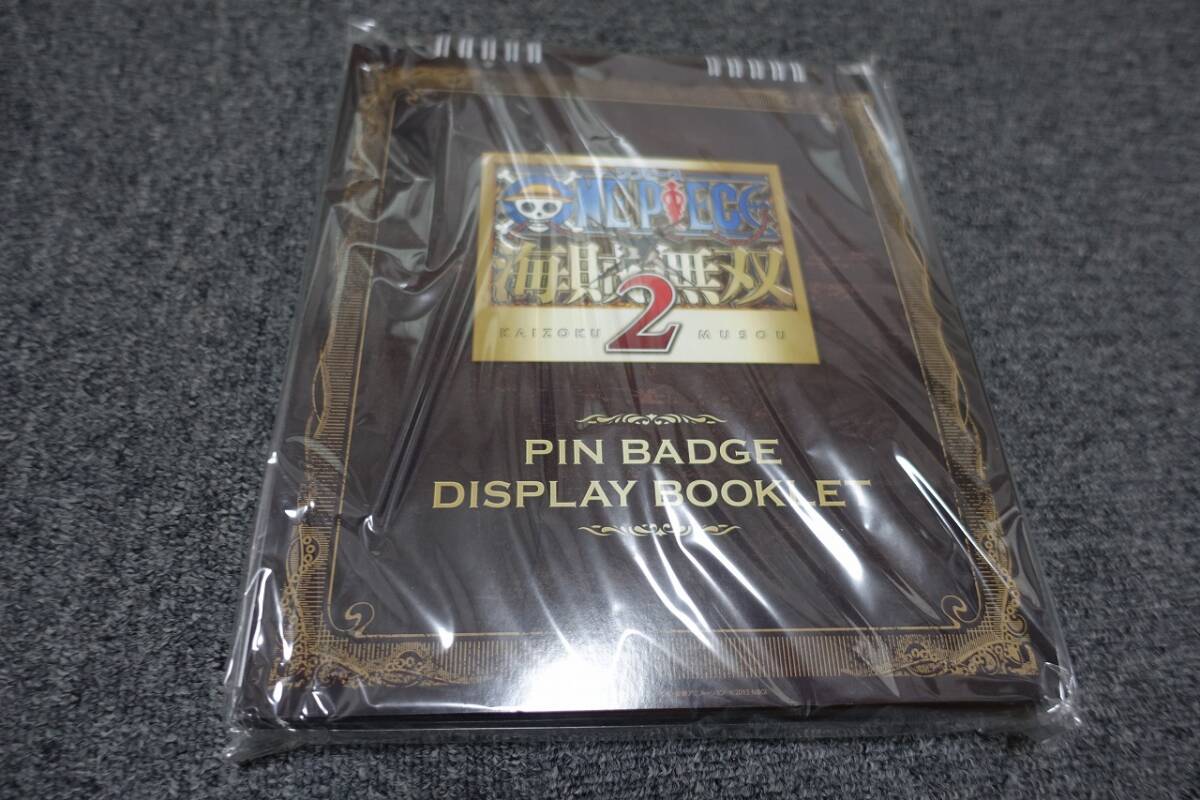 ONE PIECE
海賊無双
2
KAIZOKU MUSOU
PIN BADGE
DISPLAY BOOKLET